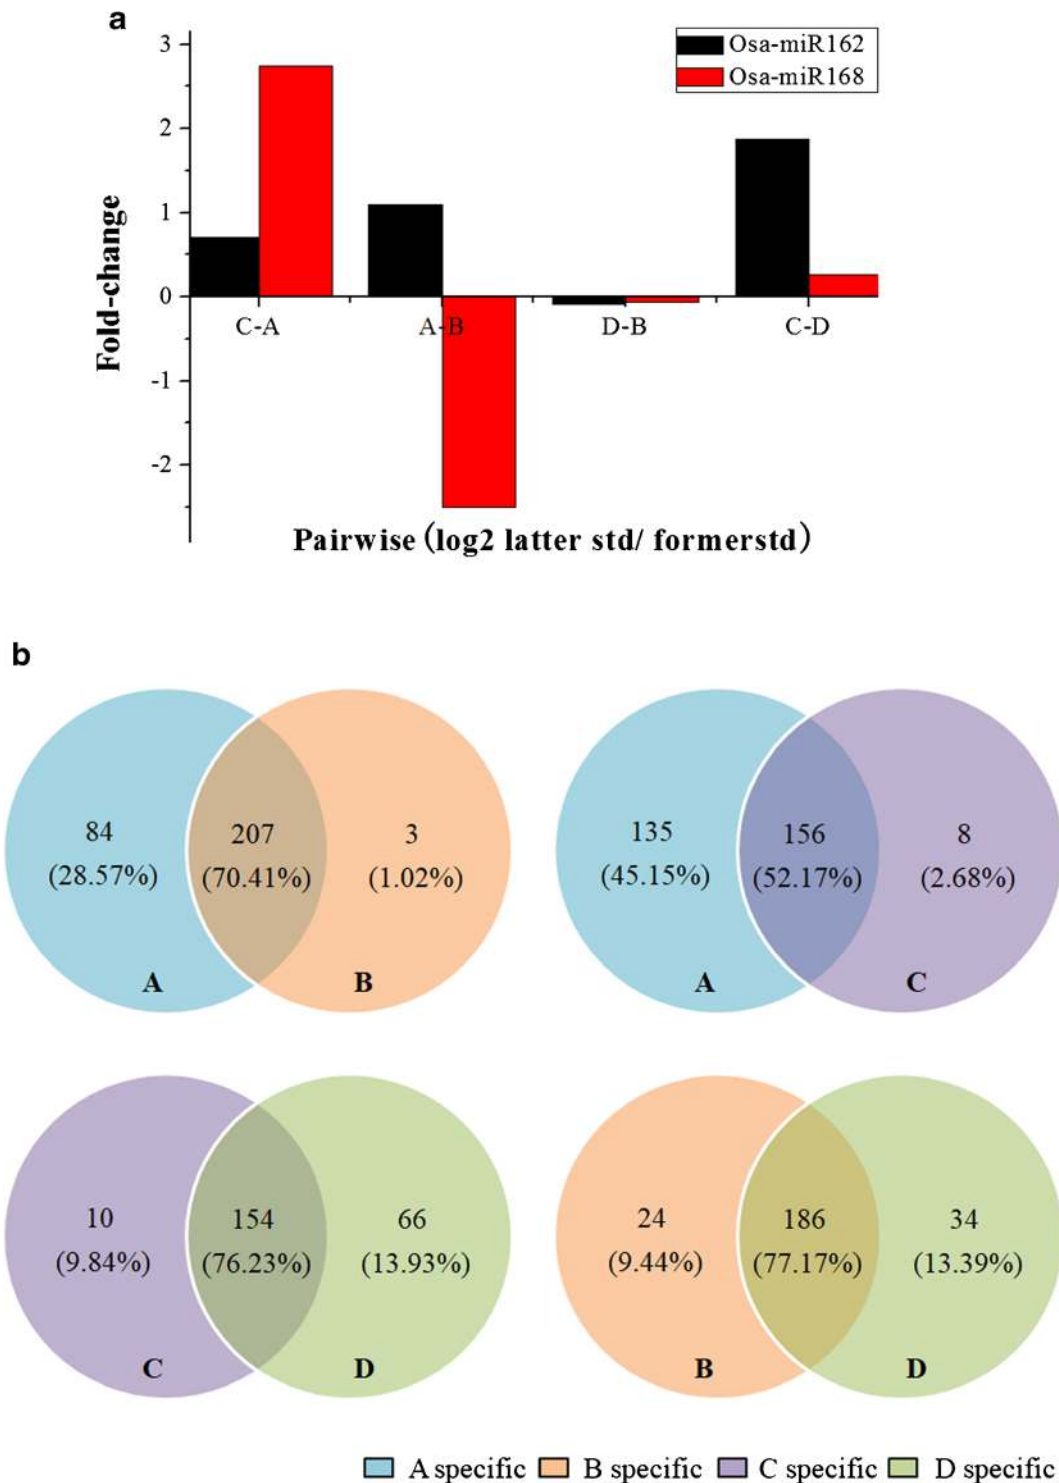 a
3
2
1
0
-1
-2
Fold-change
Osa-miR162
Osa-miR168
C-A A-B D-B C-D
Pairwise (log2 latter std/ formerstd)
b
84 207 3
(28.57%) (70.41%) (1.02%)
A B
135 156 8
(45.15%) (52.17%) (2.68%)
A C
10 154 66
(9.84%) (76.23%) (13.93%)
C D
24 186 34
(9.44%) (77.17%) (13.39%)
B D
A specific B specific C specific D specific